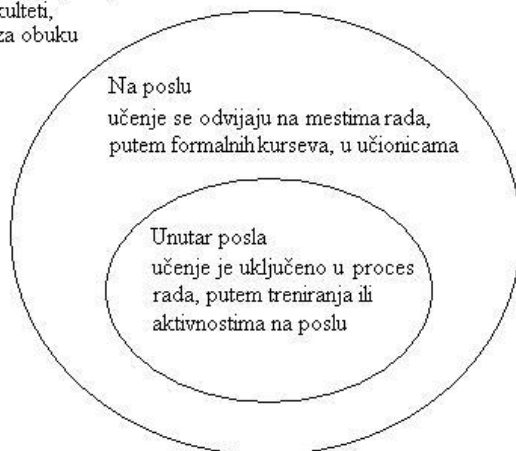 za obuku
Na poslu
učenje se odvijaju na mestima rada,
putem formalnih kurseva, u učionicama
Unutar posla
učenje je uključeno u proces
rada, putem treniranja ili
aktivnostima na poslu